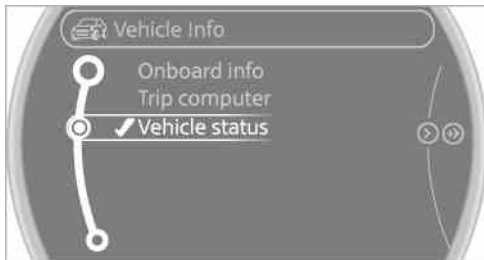 Vehicle Info
Onboard info
Trip computer
Vehicle status